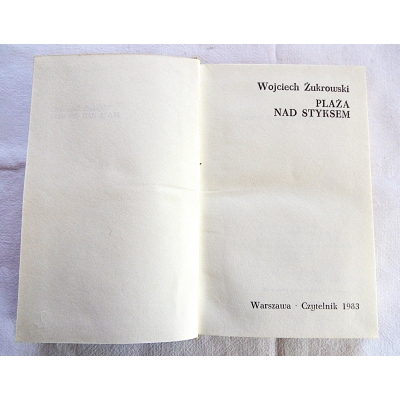 Wojciech Żukrowski
PLAŻA
NAD STYKSEM
Warszawa · Czytelnik 1983